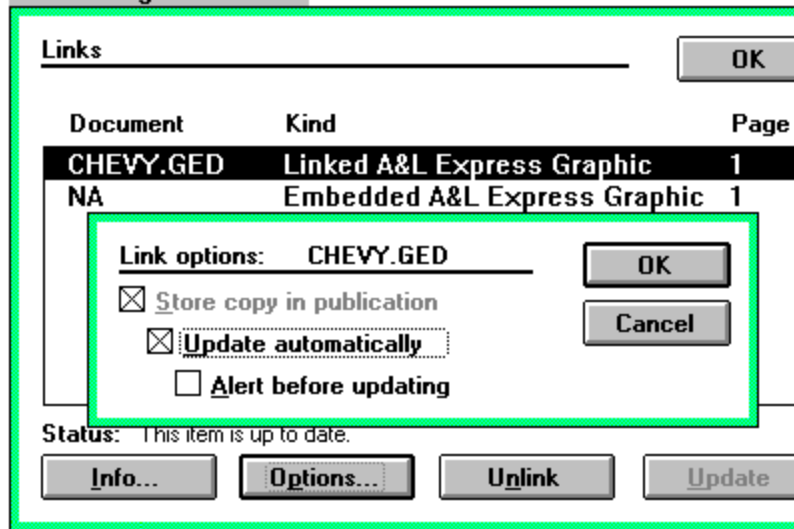 Links
OK
Document Kind Page
CHEVY.GED Linked A&L Express Graphic 1
NA Embedded A&L Express Graphic 1
Link options: CHEVY.GED
OK
Store copy in publication
Cancel
Update automatically
Alert before updating
Status: This item is up to date.
Info... Options... Unlink Update